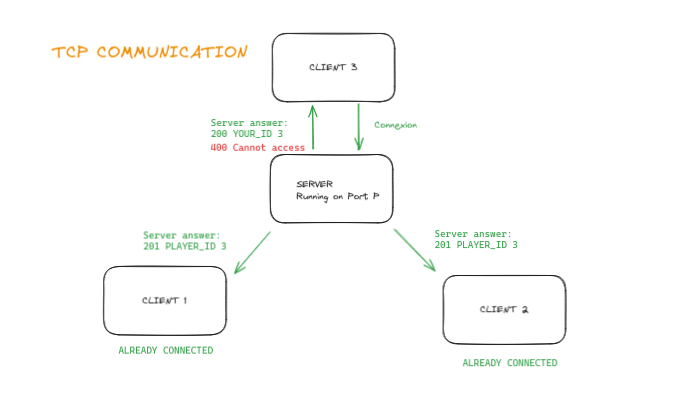 TCP COMMUNICATION
CLIENT 3
Server answer:
200 YOUR_ID 3
400 Cannot access
Connexion
SERVER
Running on Port P
Server answer:
201 PLAYER_ID 3
Server answer:
201 PLAYER_ID 3
CLIENT 1
CLIENT 2
ALREADY CONNECTED
ALREADY CONNECTED